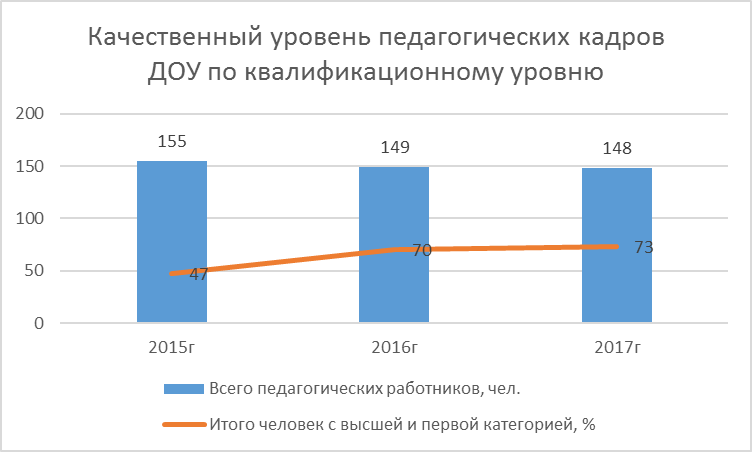 Качественный уровень педагогических кадров
ДОУ по квалификационному уровню
200
155
149
148
150
100
70
73
50
47
0
2015г
2016г
2017г
Всего педагогических работников, чел.
Итого человек с высшей и первой категорией, %